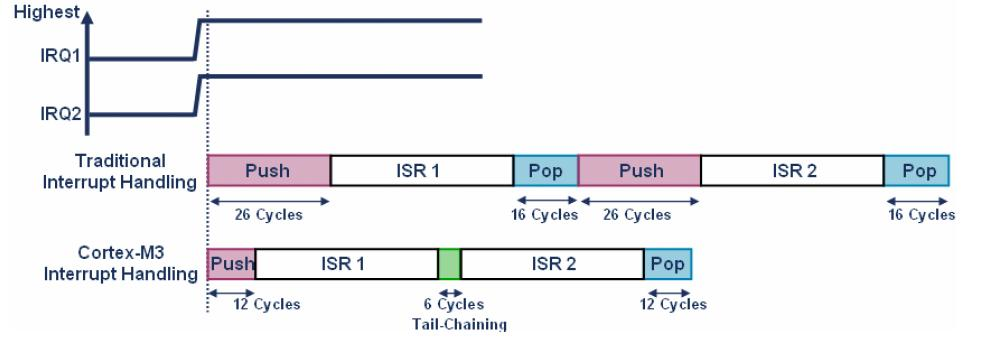 Highest
IRQ1
IRQ2
Traditional
Interrupt Handling
Push
ISR 1
Pop
Push
ISR 2
Pop
26 Cycles
16 Cycles
26 Cycles
16 Cycles
Cortex-M3
Interrupt Handling
Push
ISR 1
ISR 2
Pop
12 Cycles
6 Cycles
12 Cycles
Tail-Chaining